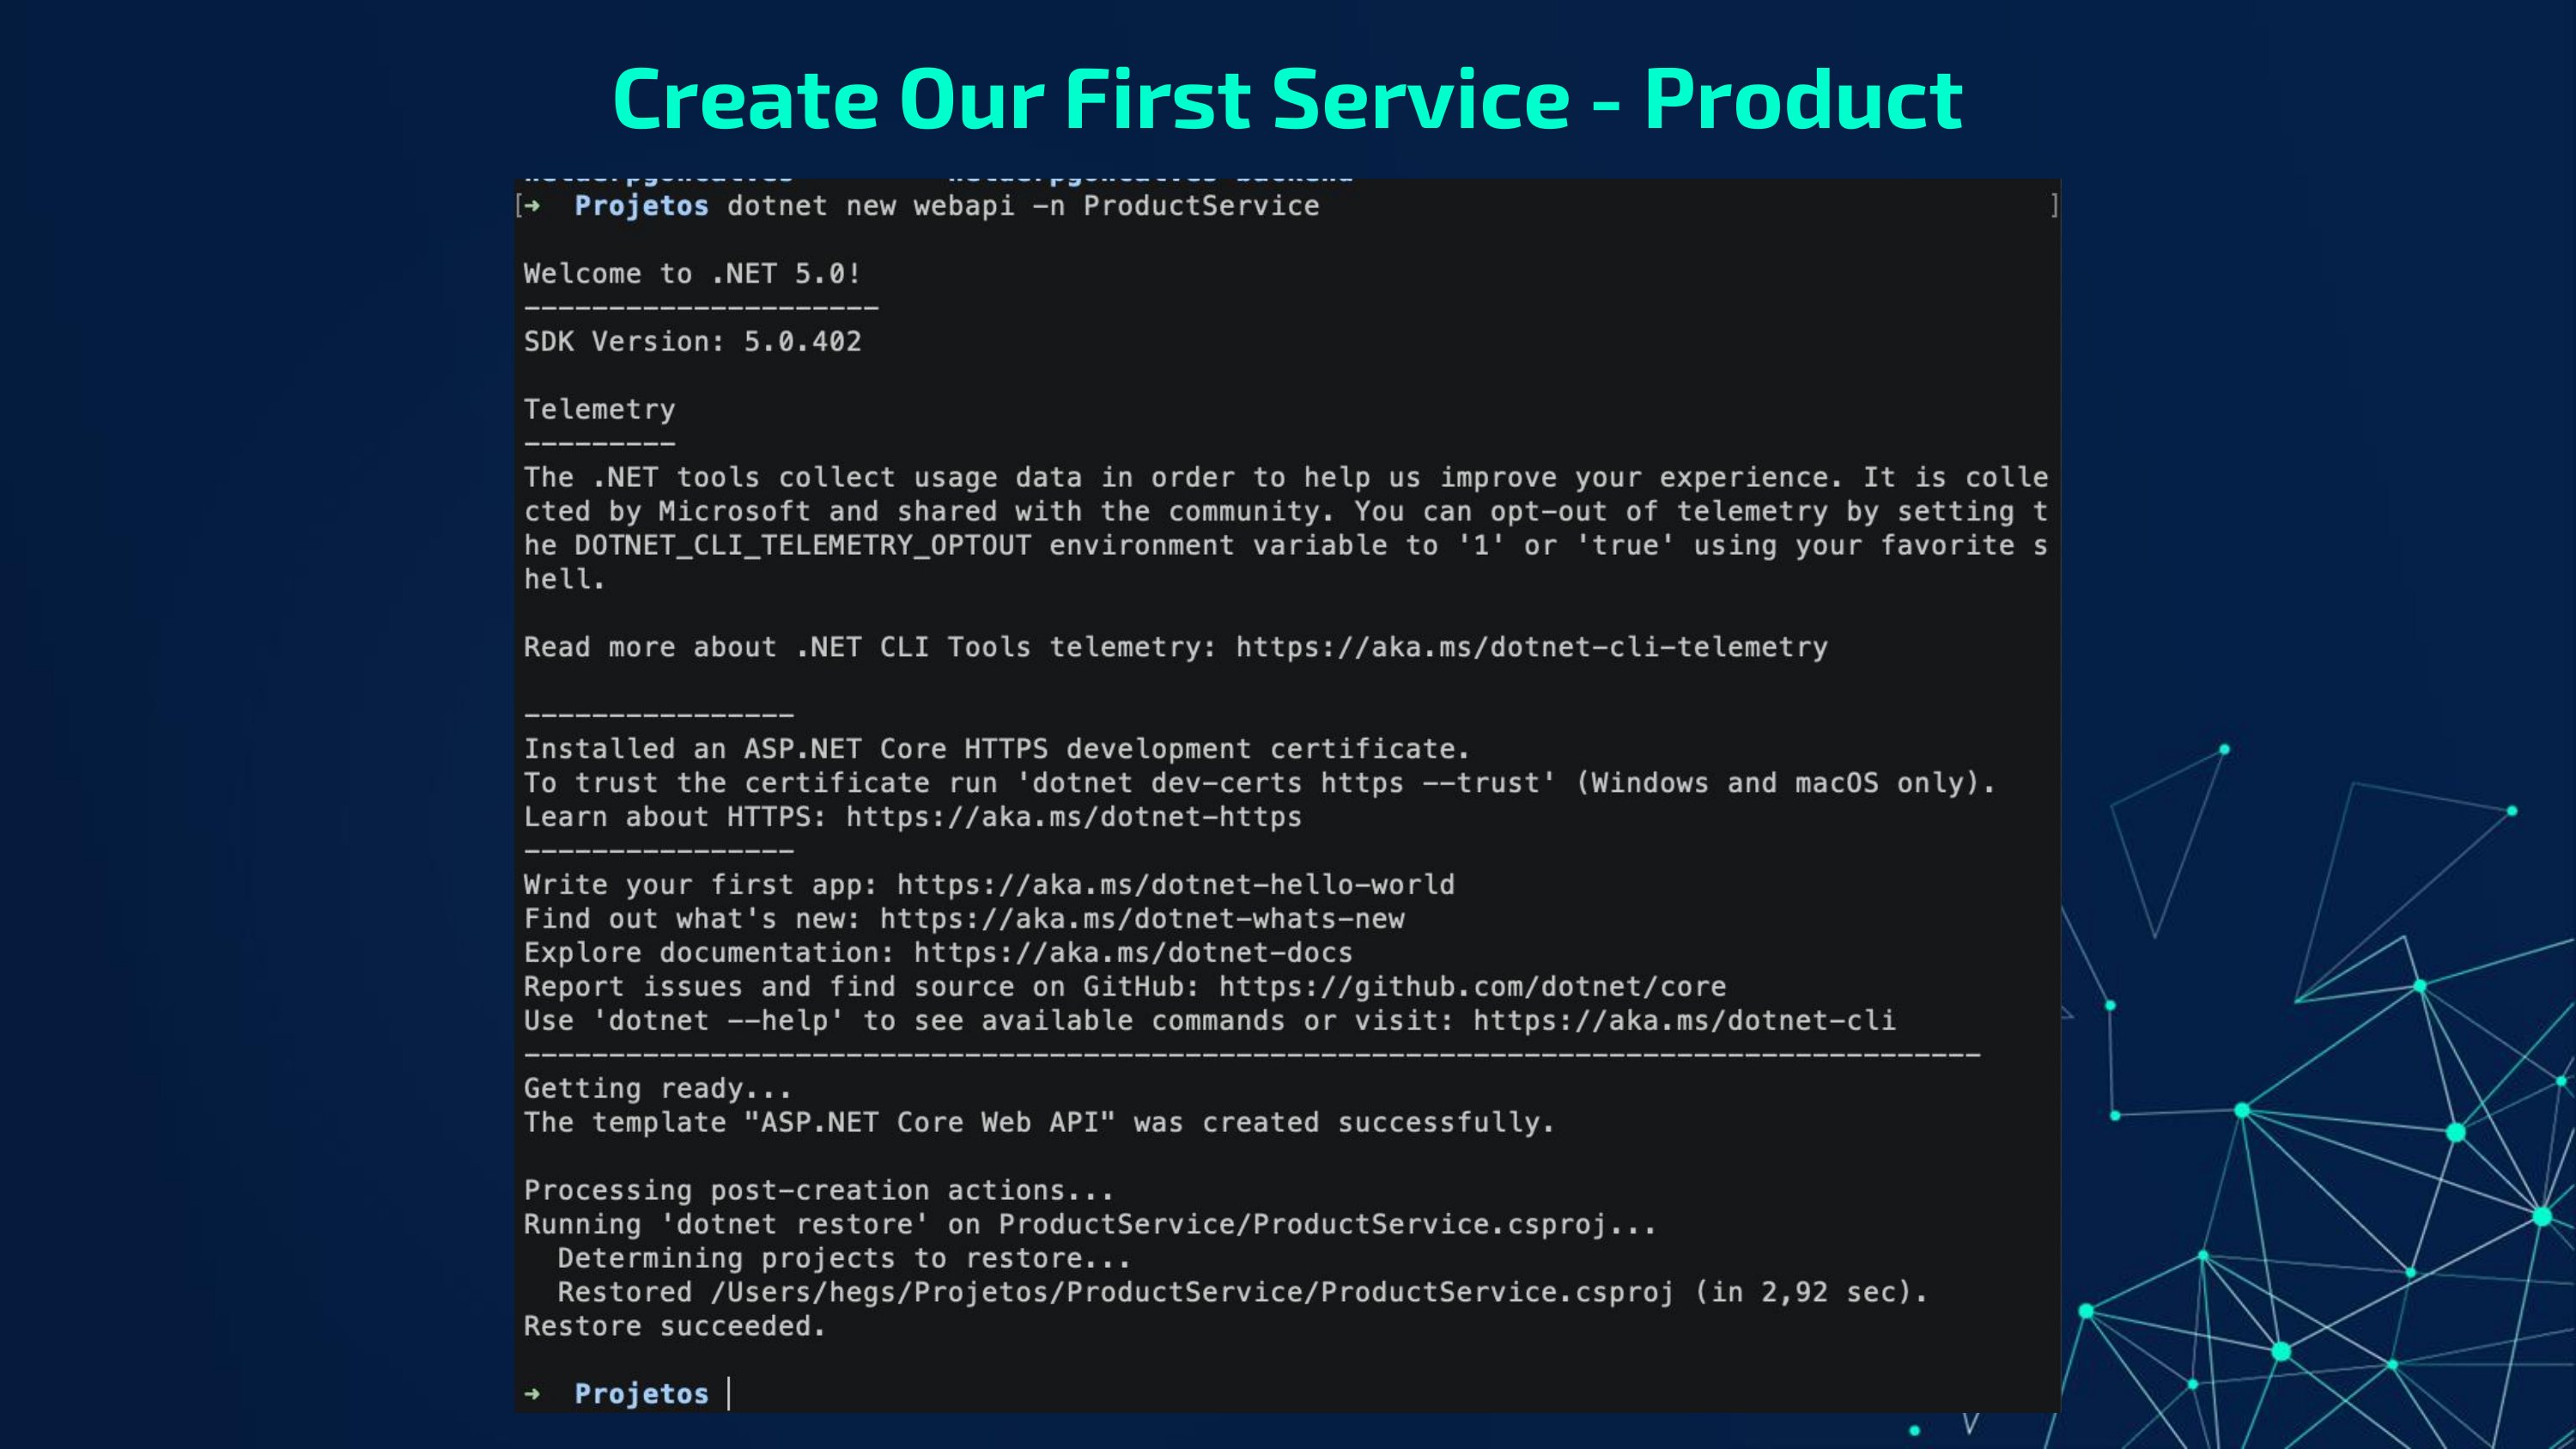 Create Our First Service - Product
[➜  Projetos dotnet new webapi -n ProductService ]
Welcome to .NET 5.0!
---------------------
SDK Version: 5.0.402
Telemetry
---------
The .NET tools collect usage data in order to help us improve your experience. It is colle
cted by Microsoft and shared with the community. You can opt-out of telemetry by setting t
he DOTNET_CLI_TELEMETRY_OPTOUT environment variable to '1' or 'true' using your favorite s
hell.
Read more about .NET CLI Tools telemetry: https://aka.ms/dotnet-cli-telemetry
----------------
Installed an ASP.NET Core HTTPS development certificate.
To trust the certificate run 'dotnet dev-certs https --trust' (Windows and macOS only).
Learn about HTTPS: https://aka.ms/dotnet-https
----------------
Write your first app: https://aka.ms/dotnet-hello-world
Find out what's new: https://aka.ms/dotnet-whats-new
Explore documentation: https://aka.ms/dotnet-docs
Report issues and find source on GitHub: https://github.com/dotnet/core
Use 'dotnet --help' to see available commands or visit: https://aka.ms/dotnet-cli
--------------------------------------------------------------------------------------
Getting ready...
The template "ASP.NET Core Web API" was created successfully.
Processing post-creation actions...
Running 'dotnet restore' on ProductService/ProductService.csproj...
  Determining projects to restore...
  Restored /Users/hegs/Projetos/ProductService/ProductService.csproj (in 2,92 sec).
Restore succeeded.
➜  Projetos